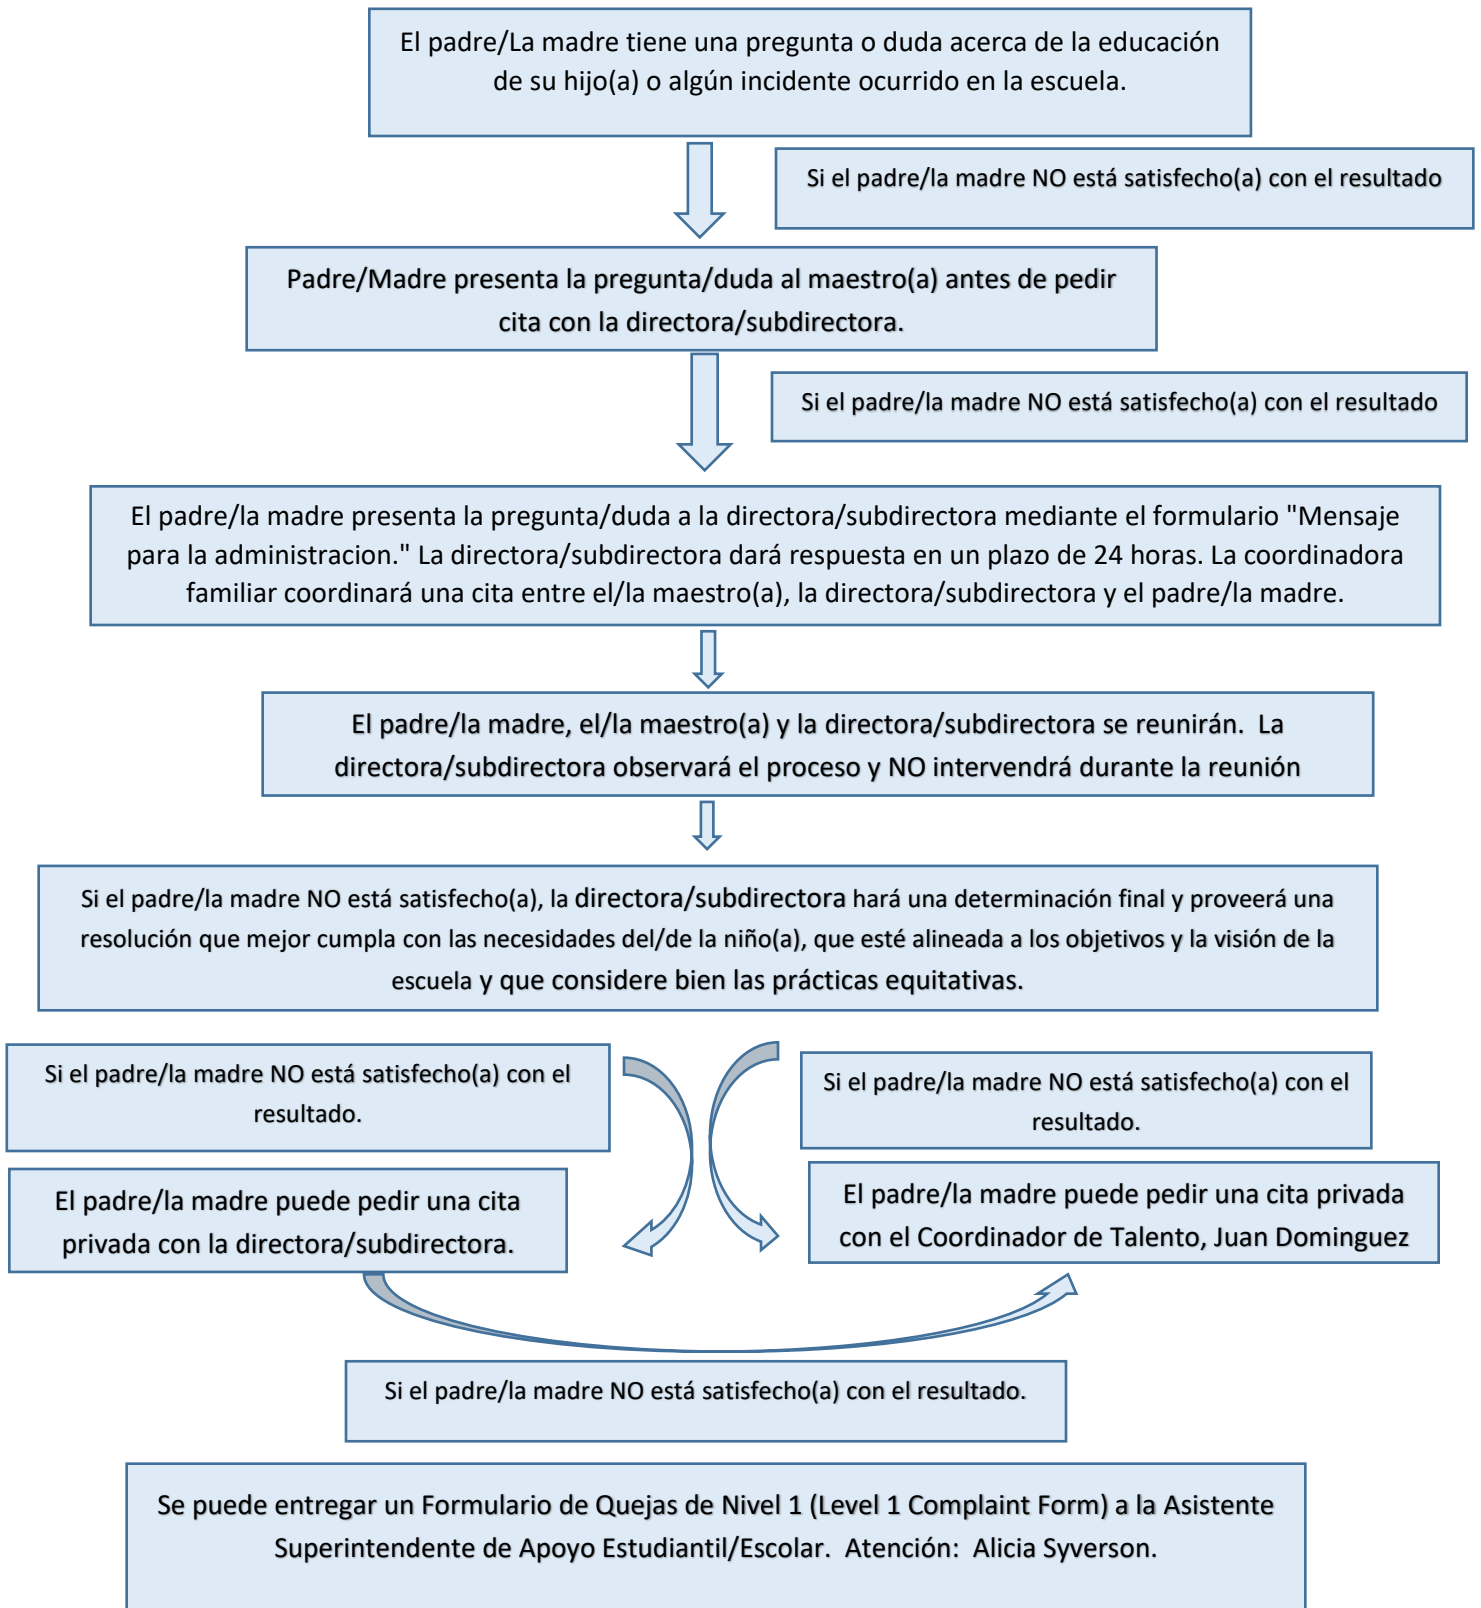 El padre/La madre tiene una pregunta o duda acerca de la educación
de su hijo(a) o algún incidente ocurrido en la escuela.
Si el padre/la madre NO está satisfecho(a) con el resultado
Padre/Madre presenta la pregunta/duda al maestro(a) antes de pedir
cita con la directora/subdirectora.
Si el padre/la madre NO está satisfecho(a) con el resultado
El padre/la madre presenta la pregunta/duda a la directora/subdirectora mediante el formulario "Mensaje
para la administracion." La directora/subdirectora dará respuesta en un plazo de 24 horas. La coordinadora
familiar coordinará una cita entre el/la maestro(a), la directora/subdirectora y el padre/la madre.
El padre/la madre, el/la maestro(a) y la directora/subdirectora se reunirán.  La
directora/subdirectora observará el proceso y NO intervendrá durante la reunión
Si el padre/la madre NO está satisfecho(a), la directora/subdirectora hará una determinación final y proveerá una
resolución que mejor cumpla con las necesidades del/de la niño(a), que esté alineada a los objetivos y la visión de la
escuela y que considere bien las prácticas equitativas.
Si el padre/la madre NO está satisfecho(a) con el
resultado.
Si el padre/la madre NO está satisfecho(a) con el
resultado.
El padre/la madre puede pedir una cita
privada con la directora/subdirectora.
El padre/la madre puede pedir una cita privada
con el Coordinador de Talento, Juan Dominguez
Si el padre/la madre NO está satisfecho(a) con el resultado.
Se puede entregar un Formulario de Quejas de Nivel 1 (Level 1 Complaint Form) a la Asistente
Superintendente de Apoyo Estudiantil/Escolar.  Atención:  Alicia Syverson.